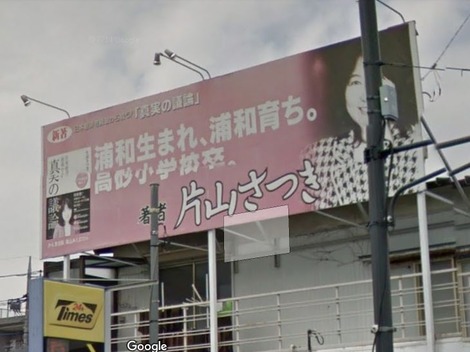 新著
「真実の議論」
浦和生まれ、浦和育ち。
高砂小学校卒。
著者 片山さつき
真実の議論
Times
Google